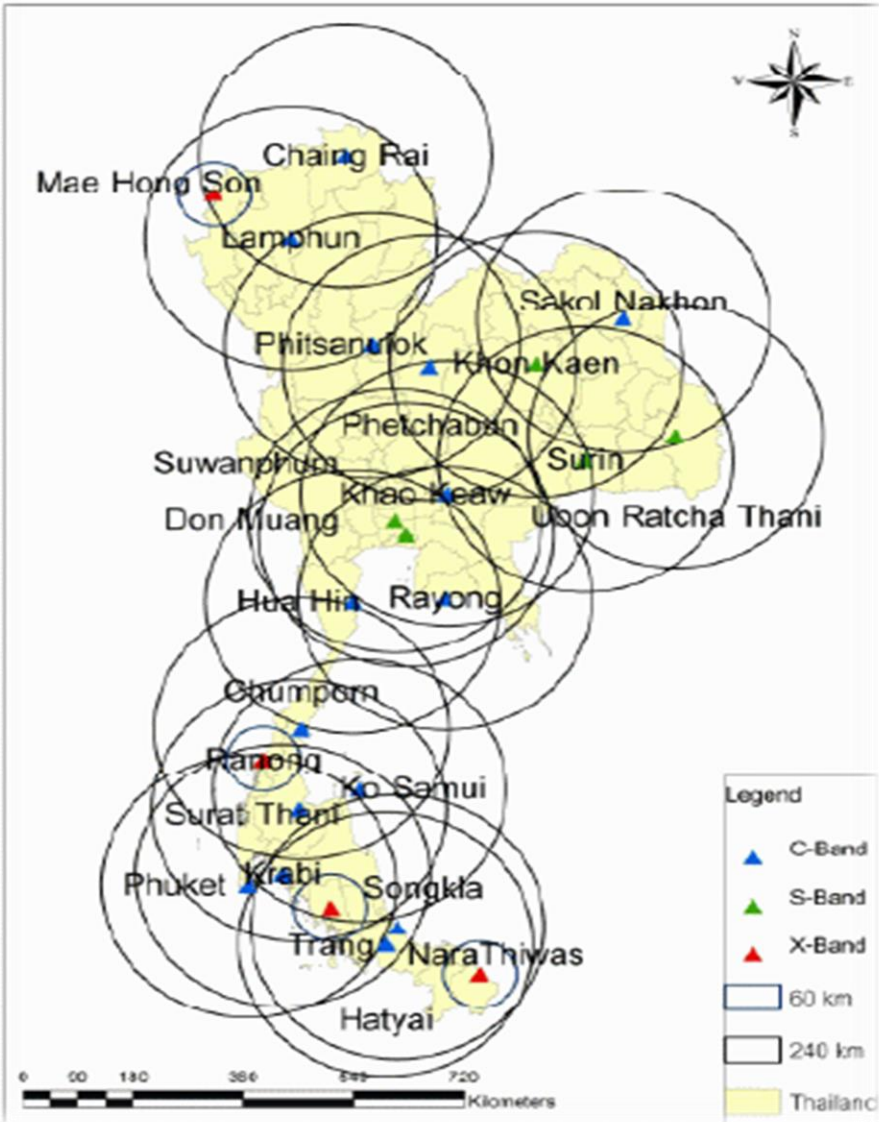 N
W E
S
Chaing Rai
Mae Hong Son
Lamphun
Sakol Nakhon
Phitsanulok
Khon Kaen
Phetchabun
Suwanphum
Surin
Khao Keaw
Don Muang
Ubon Ratcha Thani
Hua Hin
Rayong
Chumporn
Ranong
Ko Samui
Surat Thani
Krabi
Phuket
Songkla
Trang
NaraThiwas
Hatyai
Legend
C-Band
S-Band
X-Band
60 km
240 km
Thailand
0 90 180 360 540 720
Kilometers